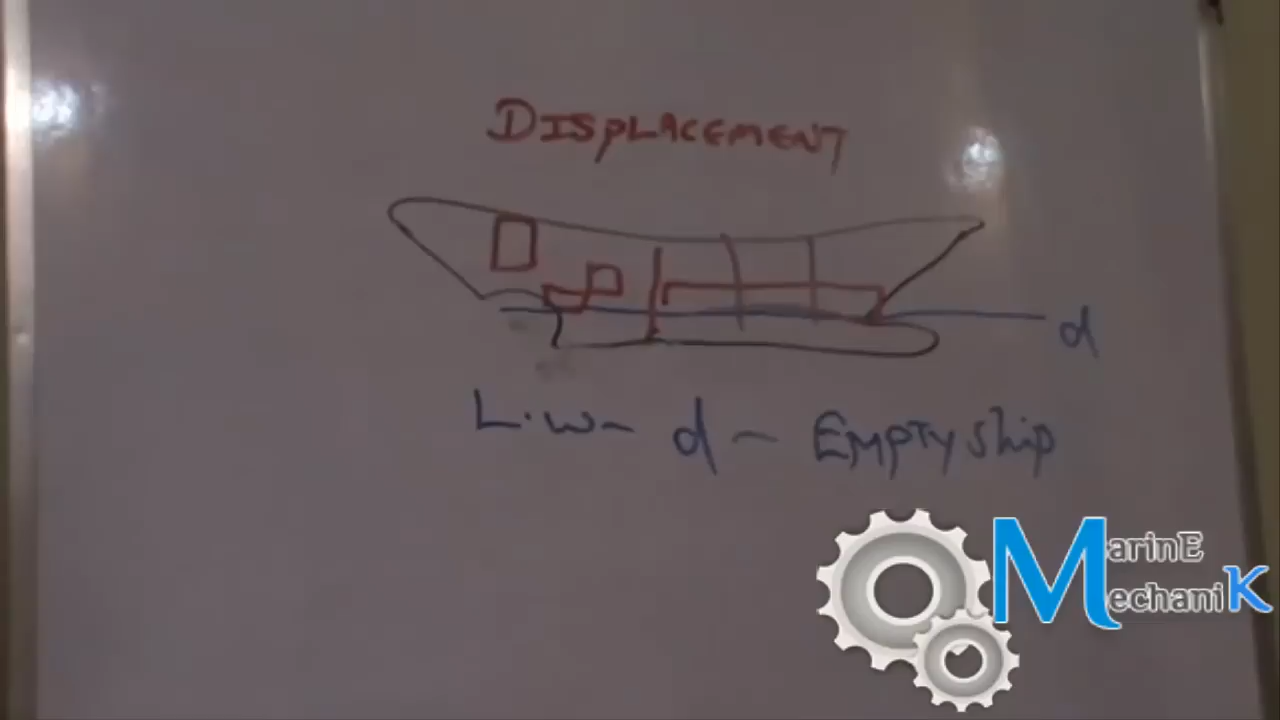 DISPLACEMENT
d
L.W - d - EMPTY ship
MarinE
MechaniK